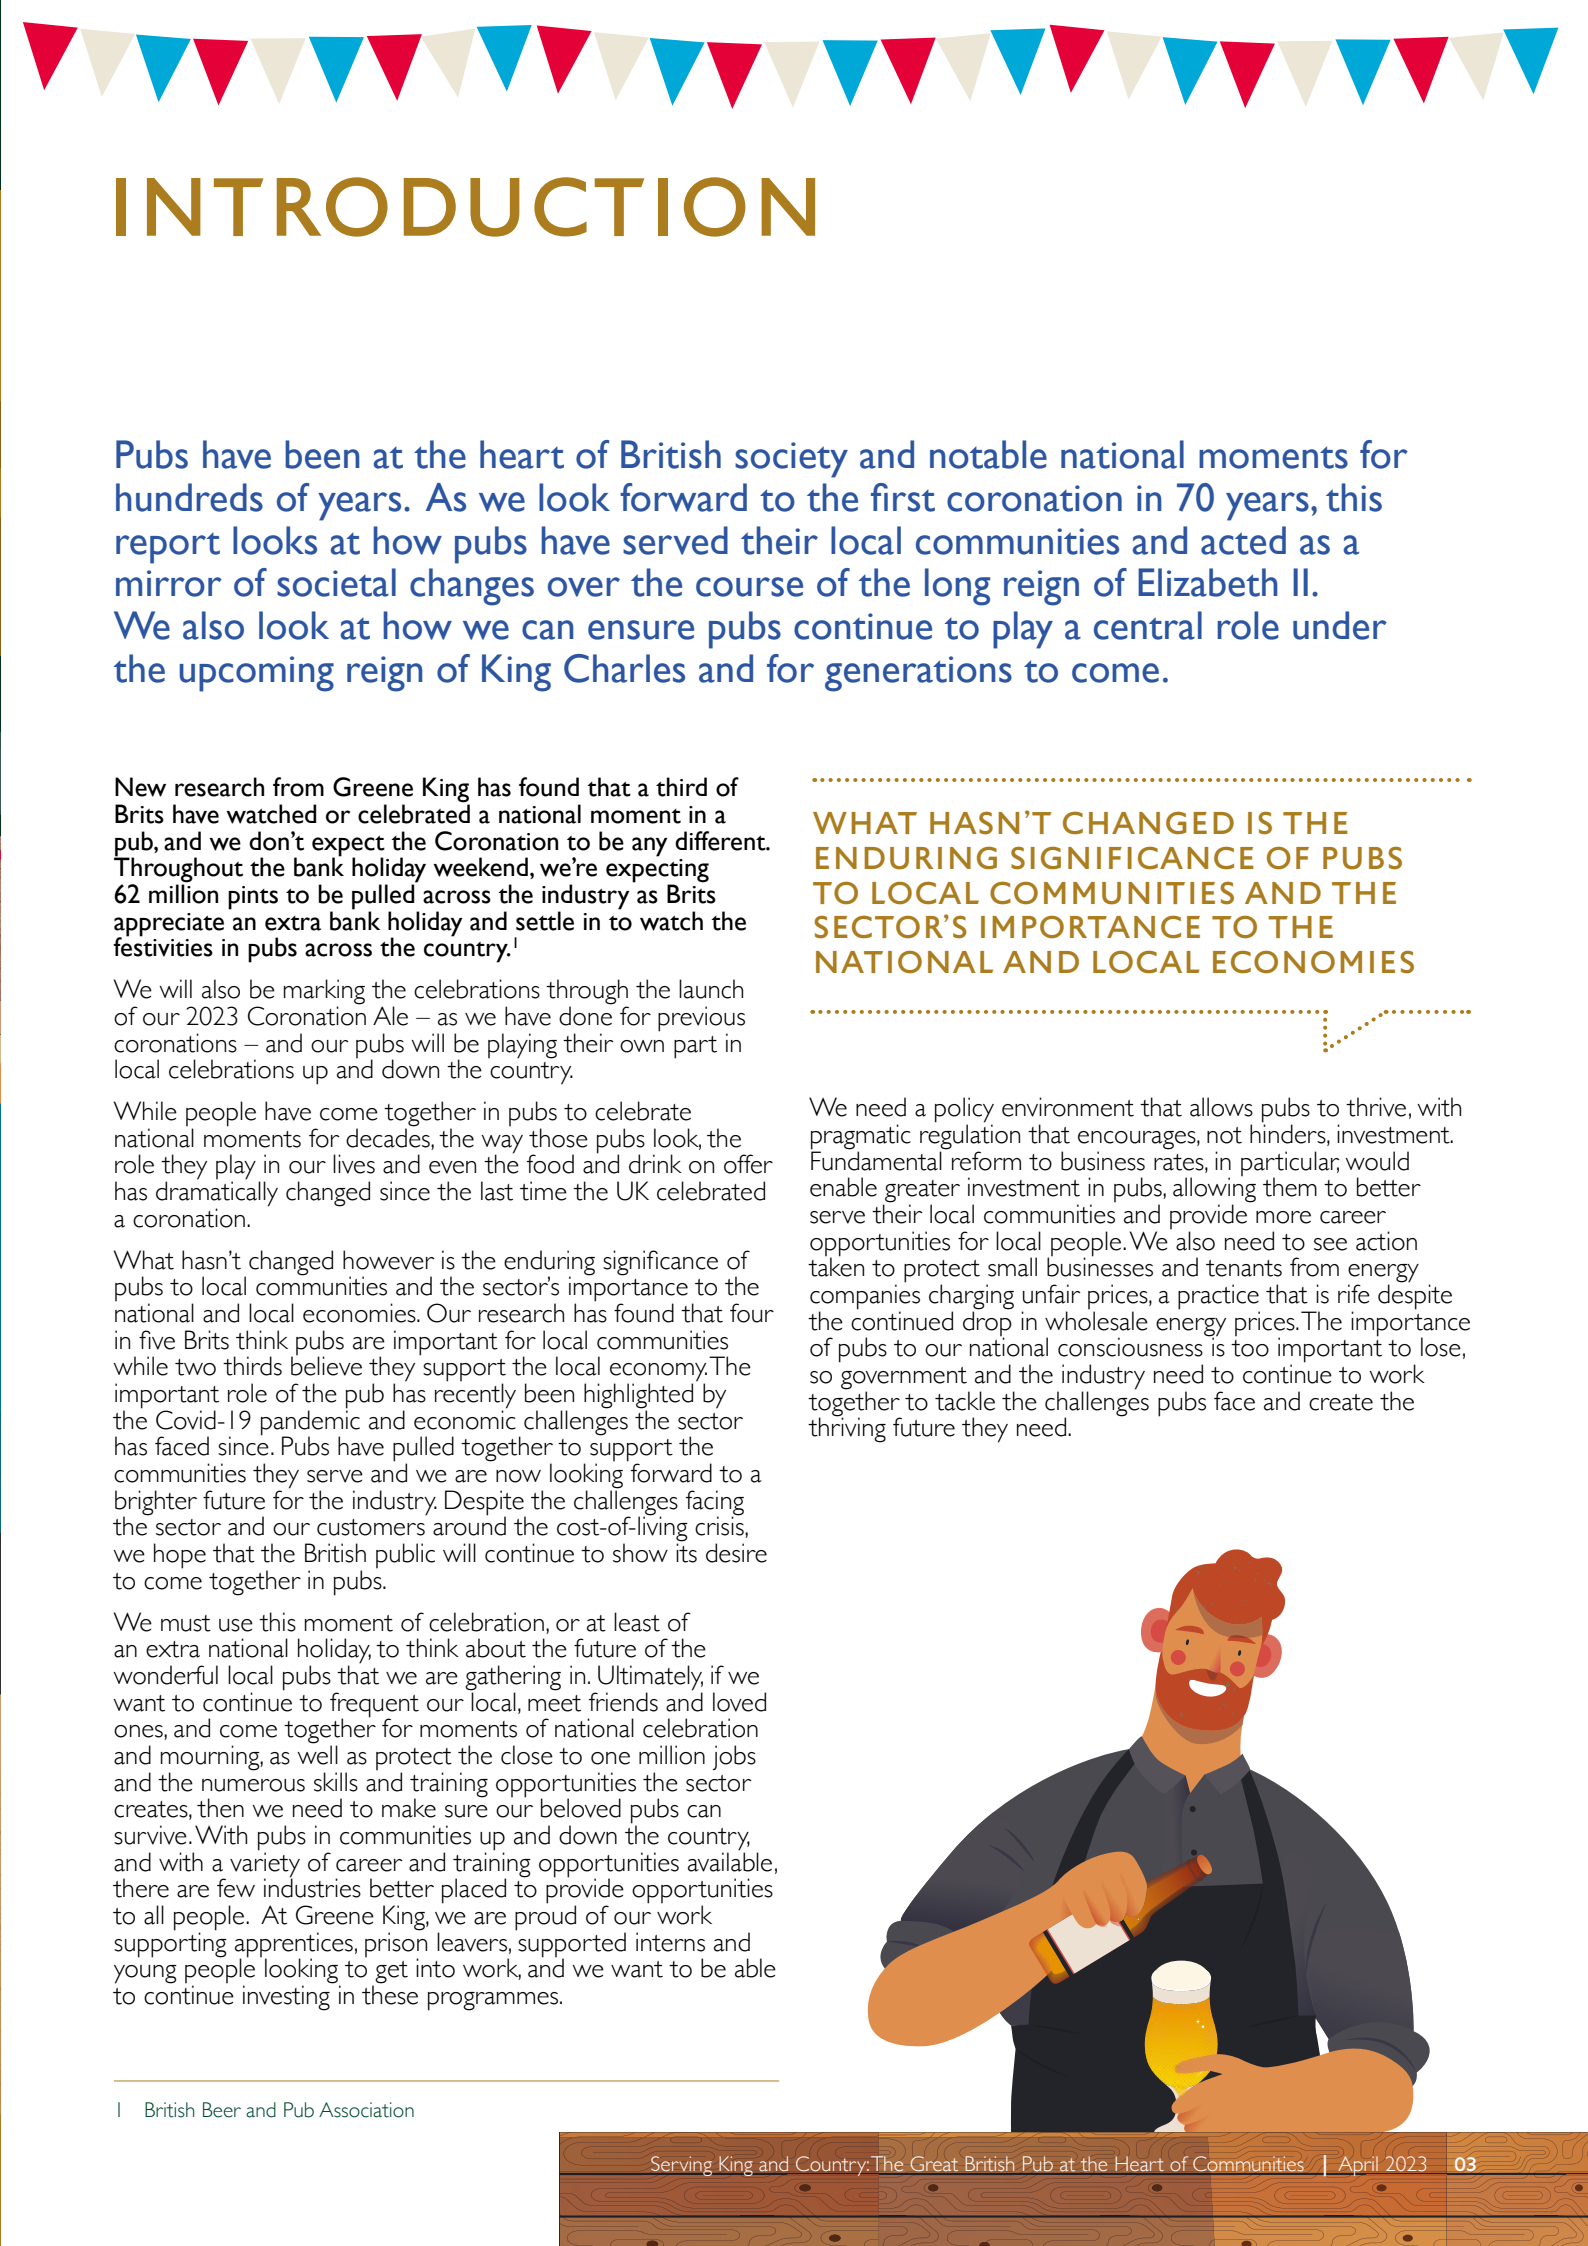 INTRODUCTION
Pubs have been at the heart of British society and notable national moments for
hundreds of years. As we look forward to the first coronation in 70 years, this
report looks at how pubs have served their local communities and acted as a
mirror of societal changes over the course of the long reign of Elizabeth II.
We also look at how we can ensure pubs continue to play a central role under
the upcoming reign of King Charles and for generations to come.
New research from Greene King has found that a third of
Brits have watched or celebrated a national moment in a
pub, and we don’t expect the Coronation to be any different.
Throughout the bank holiday weekend, we’re expecting
62 million pints to be pulled across the industry as Brits
appreciate an extra bank holiday and settle in to watch the
festivities in pubs across the country.1
We will also be marking the celebrations through the launch
of our 2023 Coronation Ale – as we have done for previous
coronations – and our pubs will be playing their own part in
local celebrations up and down the country.
While people have come together in pubs to celebrate
national moments for decades, the way those pubs look, the
role they play in our lives and even the food and drink on offer
has dramatically changed since the last time the UK celebrated
a coronation.
What hasn’t changed however is the enduring significance of
pubs to local communities and the sector’s importance to the
national and local economies. Our research has found that four
in five Brits think pubs are important for local communities
while two thirds believe they support the local economy. The
important role of the pub has recently been highlighted by
the Covid-19 pandemic and economic challenges the sector
has faced since. Pubs have pulled together to support the
communities they serve and we are now looking forward to a
brighter future for the industry. Despite the challenges facing
the sector and our customers around the cost-of-living crisis,
we hope that the British public will continue to show its desire
to come together in pubs.
We must use this moment of celebration, or at least of
an extra national holiday, to think about the future of the
wonderful local pubs that we are gathering in. Ultimately, if we
want to continue to frequent our local, meet friends and loved
ones, and come together for moments of national celebration
and mourning, as well as protect the close to one million jobs
and the numerous skills and training opportunities the sector
creates, then we need to make sure our beloved pubs can
survive. With pubs in communities up and down the country,
and with a variety of career and training opportunities available,
there are few industries better placed to provide opportunities
to all people. At Greene King, we are proud of our work
supporting apprentices, prison leavers, supported interns and
young people looking to get into work, and we want to be able
to continue investing in these programmes.
WHAT HASN’T CHANGED IS THE
ENDURING SIGNIFICANCE OF PUBS
TO LOCAL COMMUNITIES AND THE
SECTOR’S IMPORTANCE TO THE
NATIONAL AND LOCAL ECONOMIES
We need a policy environment that allows pubs to thrive, with
pragmatic regulation that encourages, not hinders, investment.
Fundamental reform to business rates, in particular, would
enable greater investment in pubs, allowing them to better
serve their local communities and provide more career
opportunities for local people. We also need to see action
taken to protect small businesses and tenants from energy
companies charging unfair prices, a practice that is rife despite
the continued drop in wholesale energy prices. The importance
of pubs to our national consciousness is too important to lose,
so government and the industry need to continue to work
together to tackle the challenges pubs face and create the
thriving future they need.
1 British Beer and Pub Association
Serving King and Country: The Great British Pub at the Heart of Communities | April 2023 03